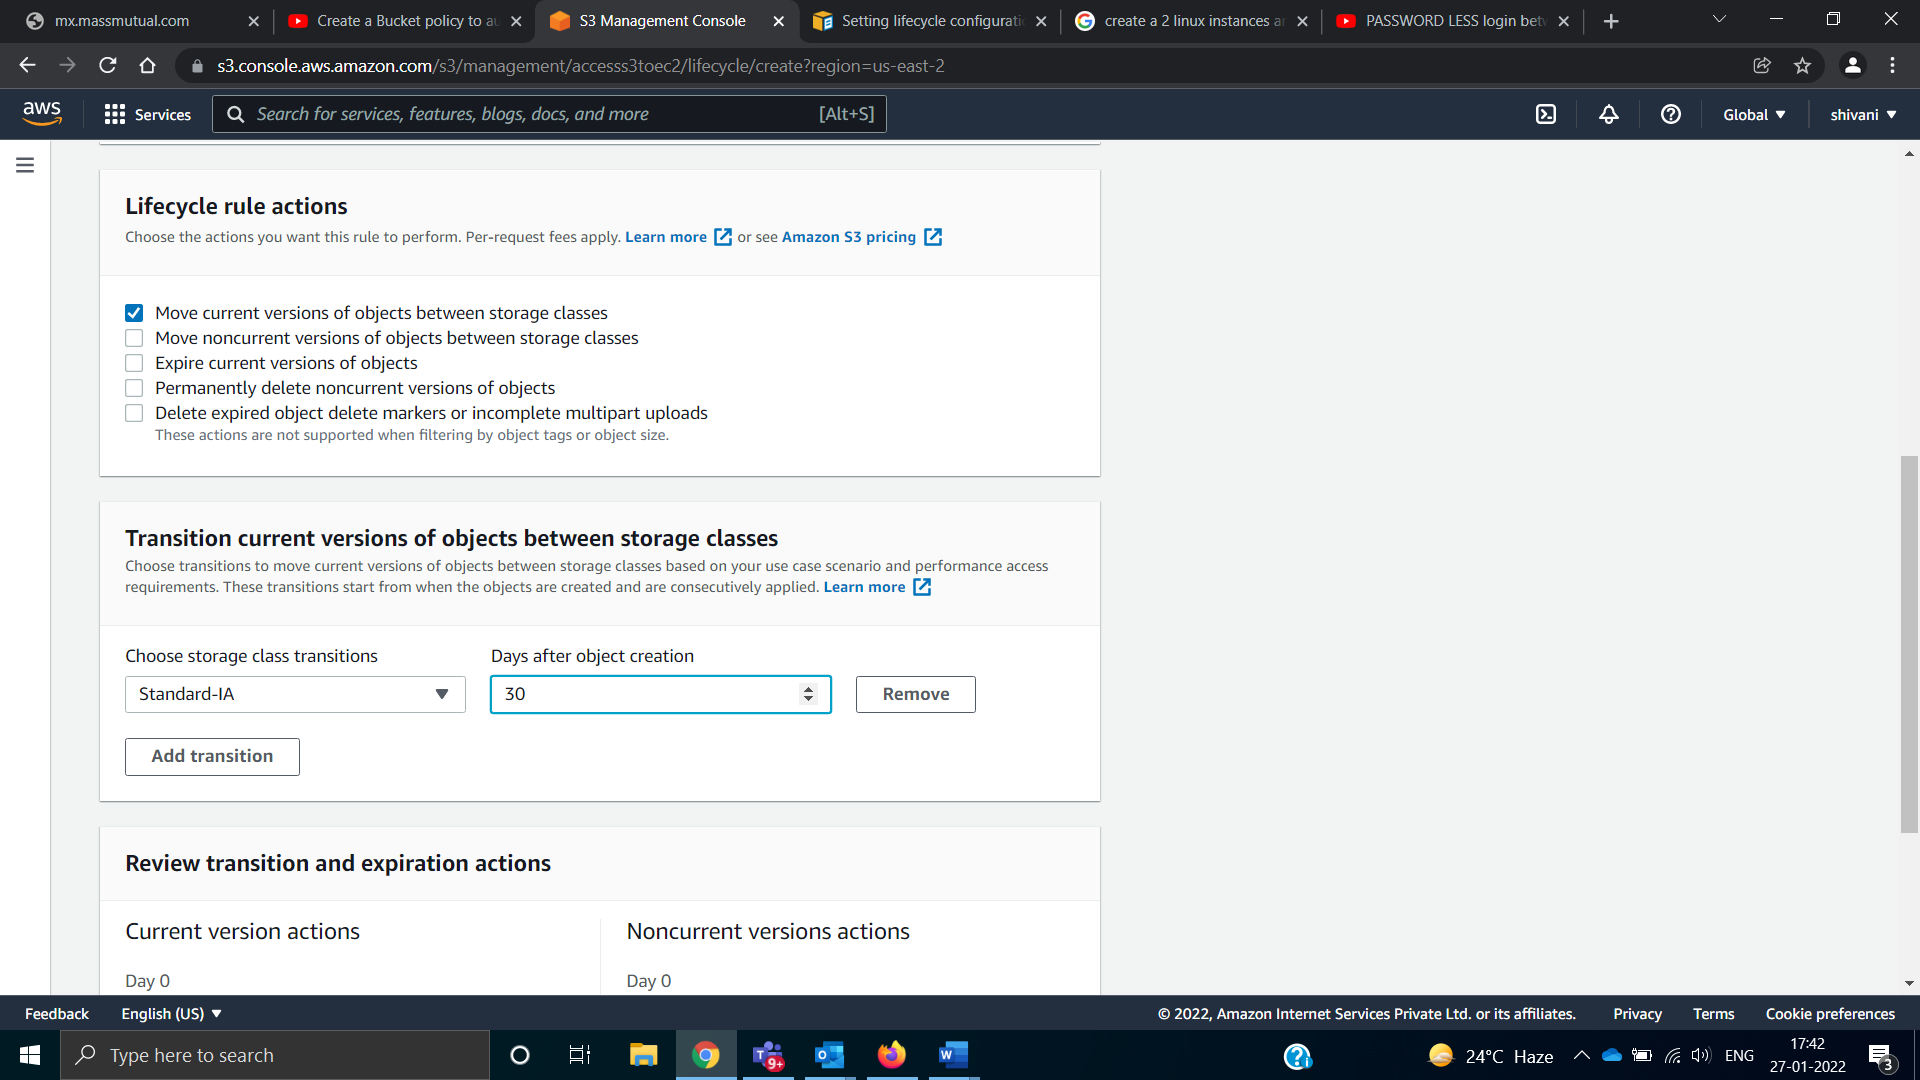 mx.massmutual.com
Create a Bucket policy to au
S3 Management Console
Setting lifecycle configuratio
create a 2 linux instances an
PASSWORD LESS login betw
s3.console.aws.amazon.com/s3/management/accesss3toec2/lifecycle/create?region=us-east-2
aws
Services
Search for services, features, blogs, docs, and more
[Alt+S]
Global
shivani
Lifecycle rule actions
Choose the actions you want this rule to perform. Per-request fees apply. Learn more or see Amazon S3 pricing
Move current versions of objects between storage classes
Move noncurrent versions of objects between storage classes
Expire current versions of objects
Permanently delete noncurrent versions of objects
Delete expired object delete markers or incomplete multipart uploads
These actions are not supported when filtering by object tags or object size.
Transition current versions of objects between storage classes
Choose transitions to move current versions of objects between storage classes based on your use case scenario and performance access
requirements. These transitions start from when the objects are created and are consecutively applied. Learn more
Choose storage class transitions
Days after object creation
Standard-IA
30
Remove
Add transition
Review transition and expiration actions
Current version actions
Noncurrent versions actions
Day 0
Day 0
Feedback
English (US)
© 2022, Amazon Internet Services Private Ltd. or its affiliates.
Privacy
Terms
Cookie preferences
Type here to search
9+
24°C Haze
ENG
17:42
27-01-2022
3